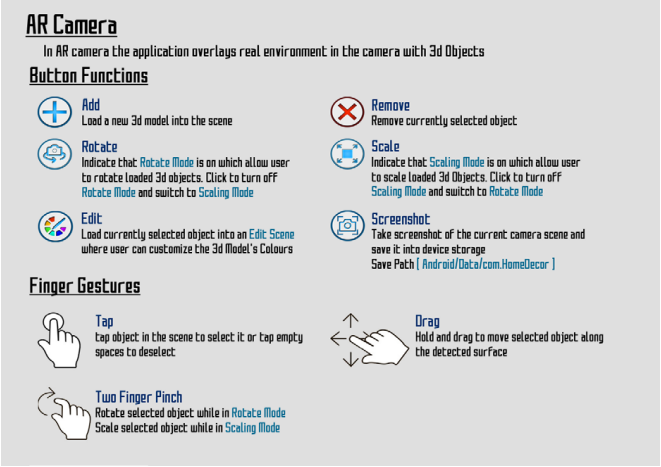 AR Camera
In AR camera the application overlays real environment in the camera with 3d Objects
Button Functions
Add
Load a new 3d model into the scene
Remove
Remove currently selected object
Rotate
Indicate that Rotate Mode is on which allow user
to rotate loaded 3d objects. Click to turn off
Rotate Mode and switch to Scaling Mode
Scale
Indicate that Scaling Mode is on which allow user
to scale loaded 3d Objects. Click to turn off
Scaling Mode and switch to Rotate Mode
Edit
Load currently selected object into an Edit Scene
where user can customize the 3d Model's Colours
Screenshot
Take screenshot of the current camera scene and
save it into device storage
Save Path [ Android/Data/com.HomeDecor ]
Finger Gestures
Tap
tap object in the scene to select it or tap empty
spaces to deselect
Drag
Hold and drag to move selected object along
the detected surface
Two Finger Pinch
Rotate selected object while in Rotate Mode
Scale selected object while in Scaling Mode